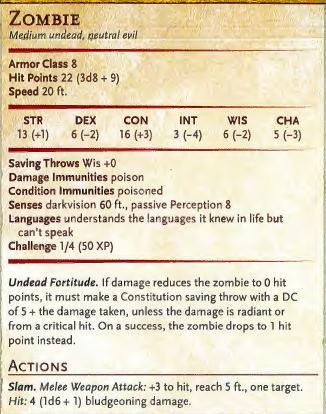 ZOMBIE
Medium undead, neutral evil
Armor Class 8
Hit Points 22 (3d8 + 9)
Speed 20 ft.
STR DEX CON INT WIS CHA
13 (+1) 6 (−2) 16 (+3) 3 (−4) 6 (−2) 5 (−3)
Saving Throws Wis +0
Damage Immunities poison
Condition Immunities poisoned
Senses darkvision 60 ft., passive Perception 8
Languages understands the languages it knew in life but
can't speak
Challenge 1/4 (50 XP)
Undead Fortitude. If damage reduces the zombie to 0 hit
points, it must make a Constitution saving throw with a DC
of 5 + the damage taken, unless the damage is radiant or
from a critical hit. On a success, the zombie drops to 1 hit
point instead.
ACTIONS
Slam. Melee Weapon Attack: +3 to hit, reach 5 ft., one target.
Hit: 4 (1d6 + 1) bludgeoning damage.